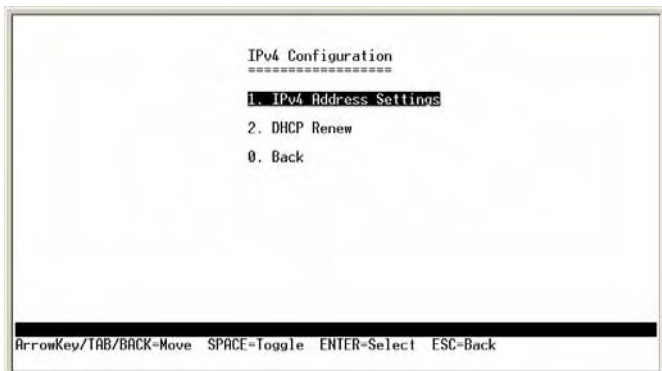 IPv4 Configuration
==================
1. IPv4 Address Settings
2. DHCP Renew
0. Back
ArrowKey/TAB/BACK=Move SPACE=Toggle ENTER=Select ESC=Back